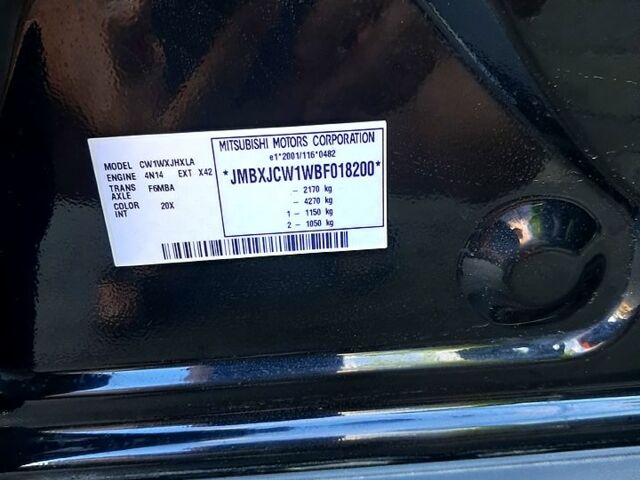 MITSUBISHI MOTORS CORPORATION
e1*2001/116*0482
*JMBXJCW1WBF018200*
- 2170 kg
- 4270 kg
1 - 1150 kg
2 - 1050 kg
MODEL CW1WXJHXLA
ENGINE 4N14 EXT X42
TRANS F6MBA
AXLE
COLOR 20X
INT